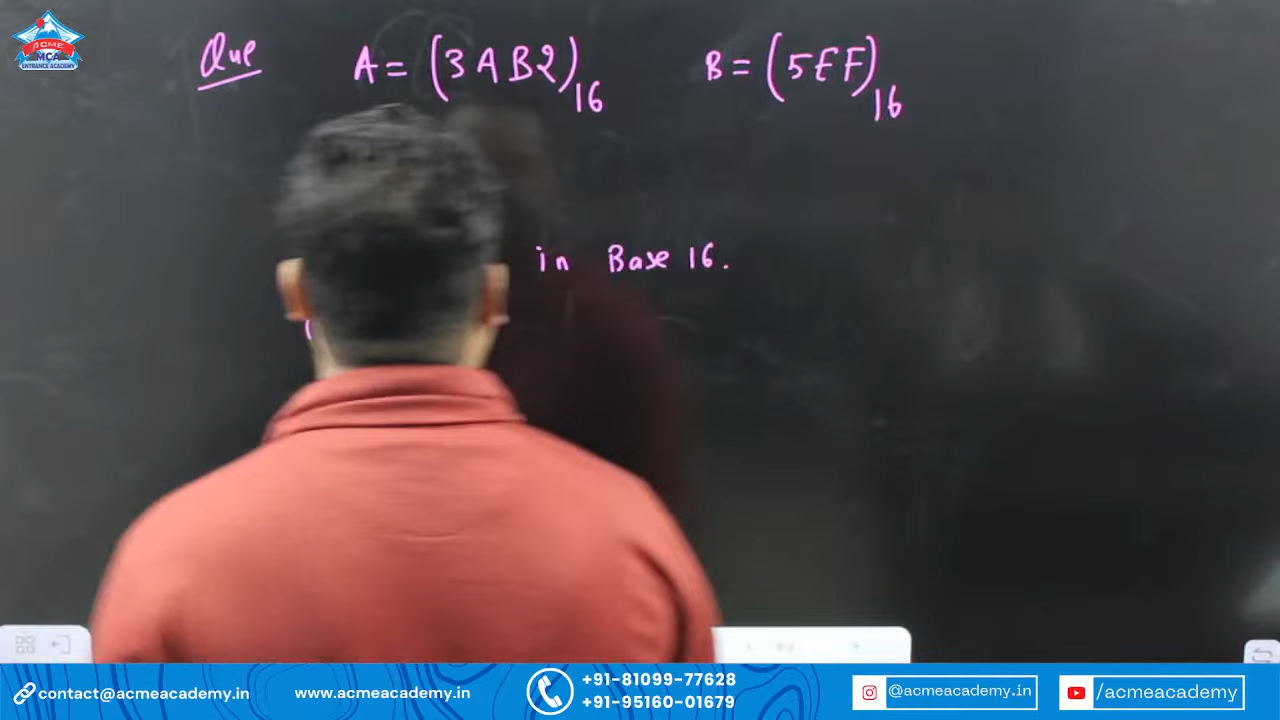 ACME
MCA
ENTRANCE ACADEMY
Que A = (3AB2)16 B = (5EF)16
in Base 16.
contact@acmeacademy.in www.acmeacademy.in +91-81099-77628 @acmeacademy.in /acmeacademy
+91-95160-01679